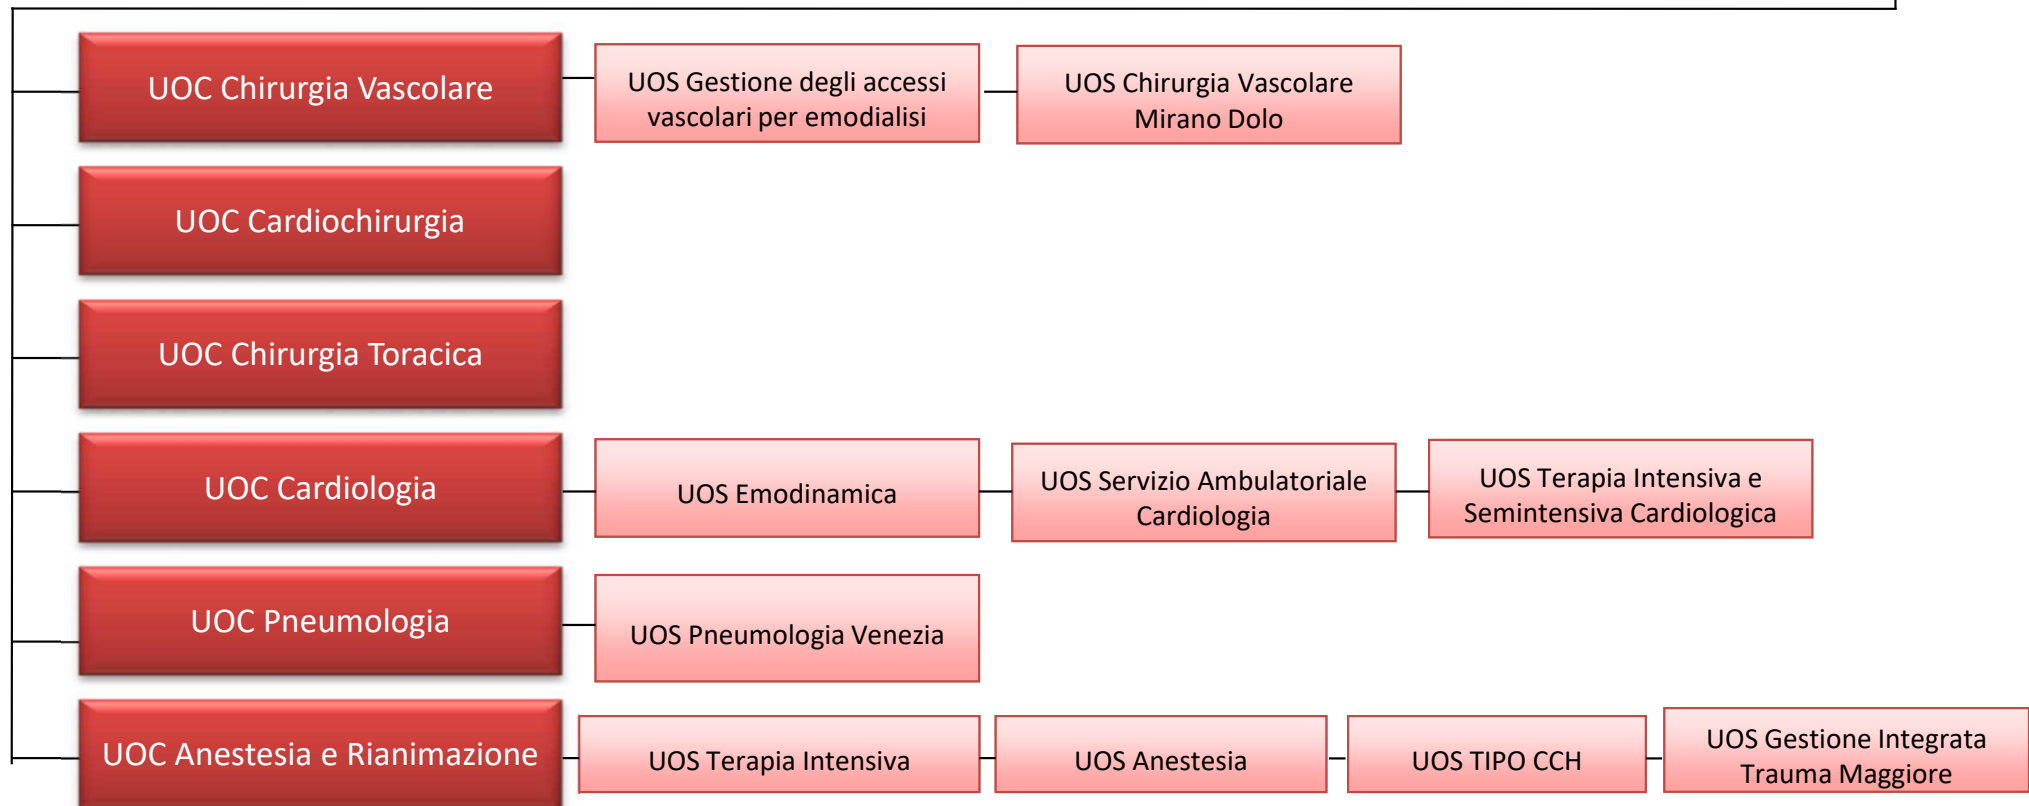 UOC Chirurgia Vascolare
UOS Gestione degli accessi
vascolari per emodialisi
UOS Chirurgia Vascolare
Mirano Dolo
UOC Cardiochirurgia
UOC Chirurgia Toracica
UOC Cardiologia
UOS Emodinamica
UOS Servizio Ambulatoriale
Cardiologia
UOS Terapia Intensiva e
Semintensiva Cardiologica
UOC Pneumologia
UOS Pneumologia Venezia
UOC Anestesia e Rianimazione
UOS Terapia Intensiva
UOS Anestesia
UOS TIPO CCH
UOS Gestione Integrata
Trauma Maggiore